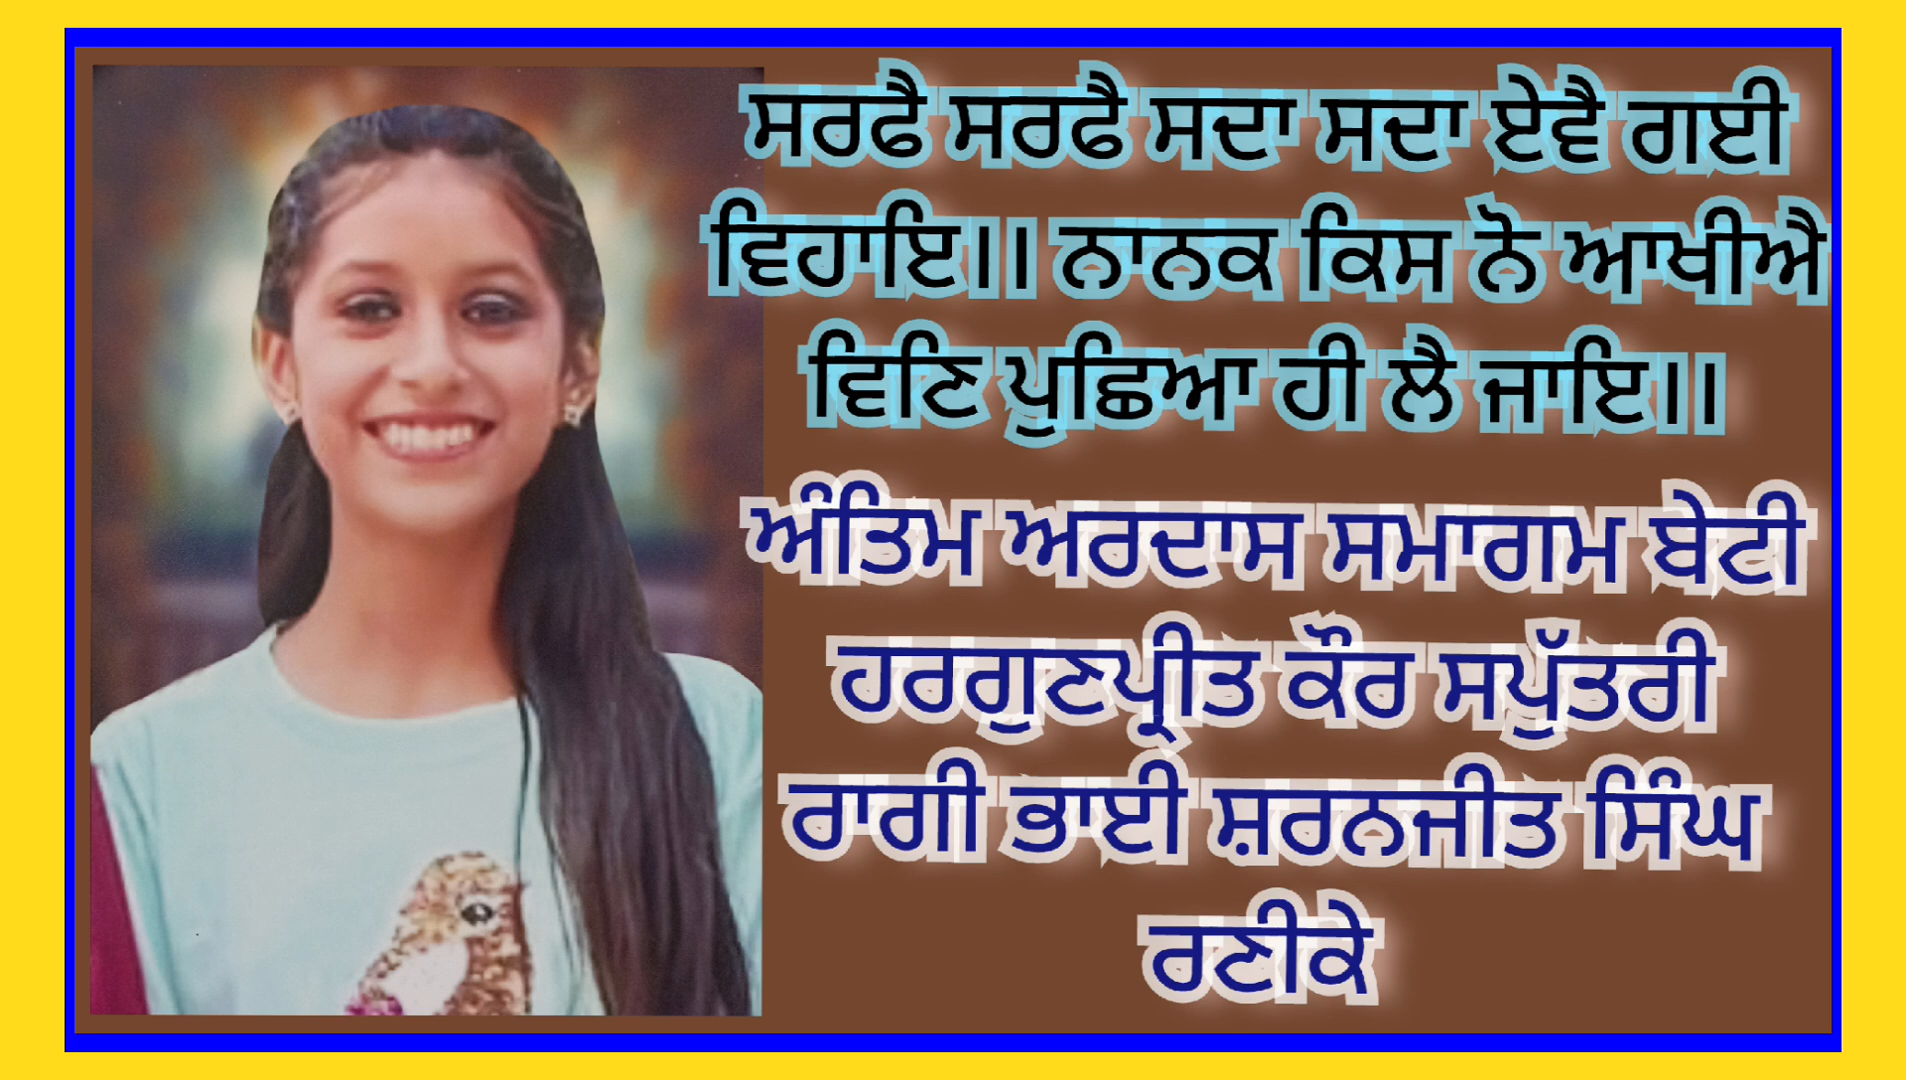 ਸਰਫੈ ਸਰਫੈ ਸਦਾ ਸਦਾ ਏਵੈ ਗਈ
ਵਿਹਾਇ।। ਨਾਨਕ ਕਿਸ ਨੋ ਆਖੀਐ
ਵਿਣਿ ਪੁਛਿਆ ਹੀ ਲੈ ਜਾਇ।।
ਅੰਤਿਮ ਅਰਦਾਸ ਸਮਾਗਮ ਬੇਟੀ
ਹਰਗੁਣਪ੍ਰੀਤ ਕੌਰ ਸਪੁੱਤਰੀ
ਰਾਗੀ ਭਾਈ ਸ਼ਰਨਜੀਤ ਸਿੰਘ
ਰਣੀਕੇ